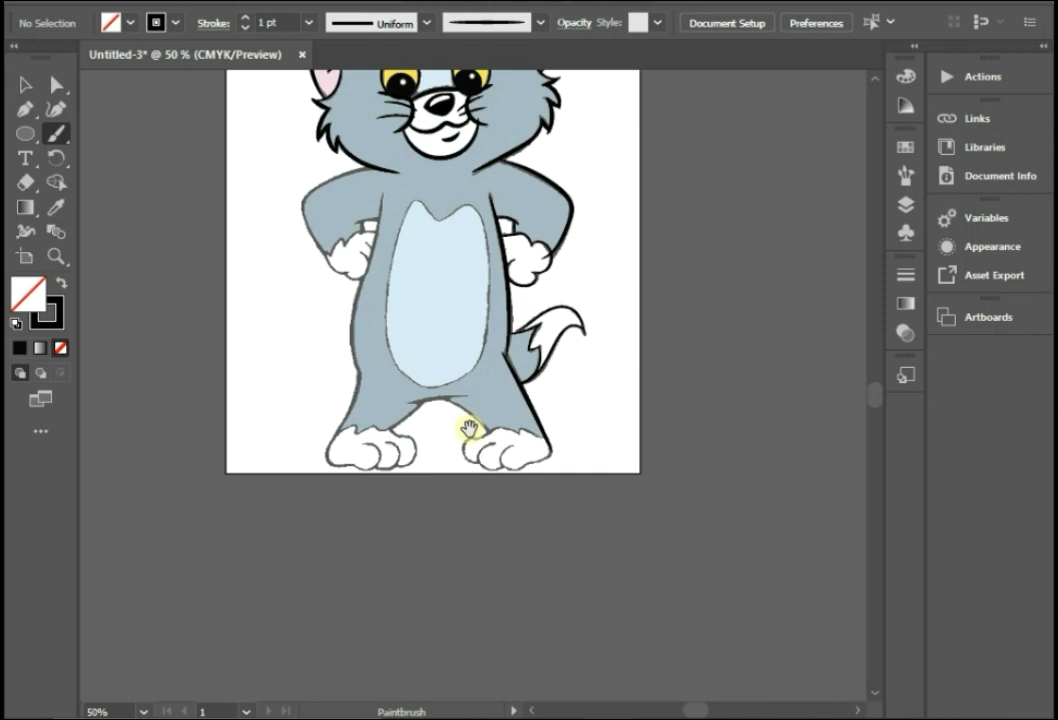 No Selection Stroke: 1 pt Uniform Opacity Style: Document Setup Preferences
Untitled-3* @ 50 % (CMYK/Preview) ×
Actions
Links
Libraries
Document Info
Variables
Appearance
Asset Export
Artboards
50% 1 Paintbrush